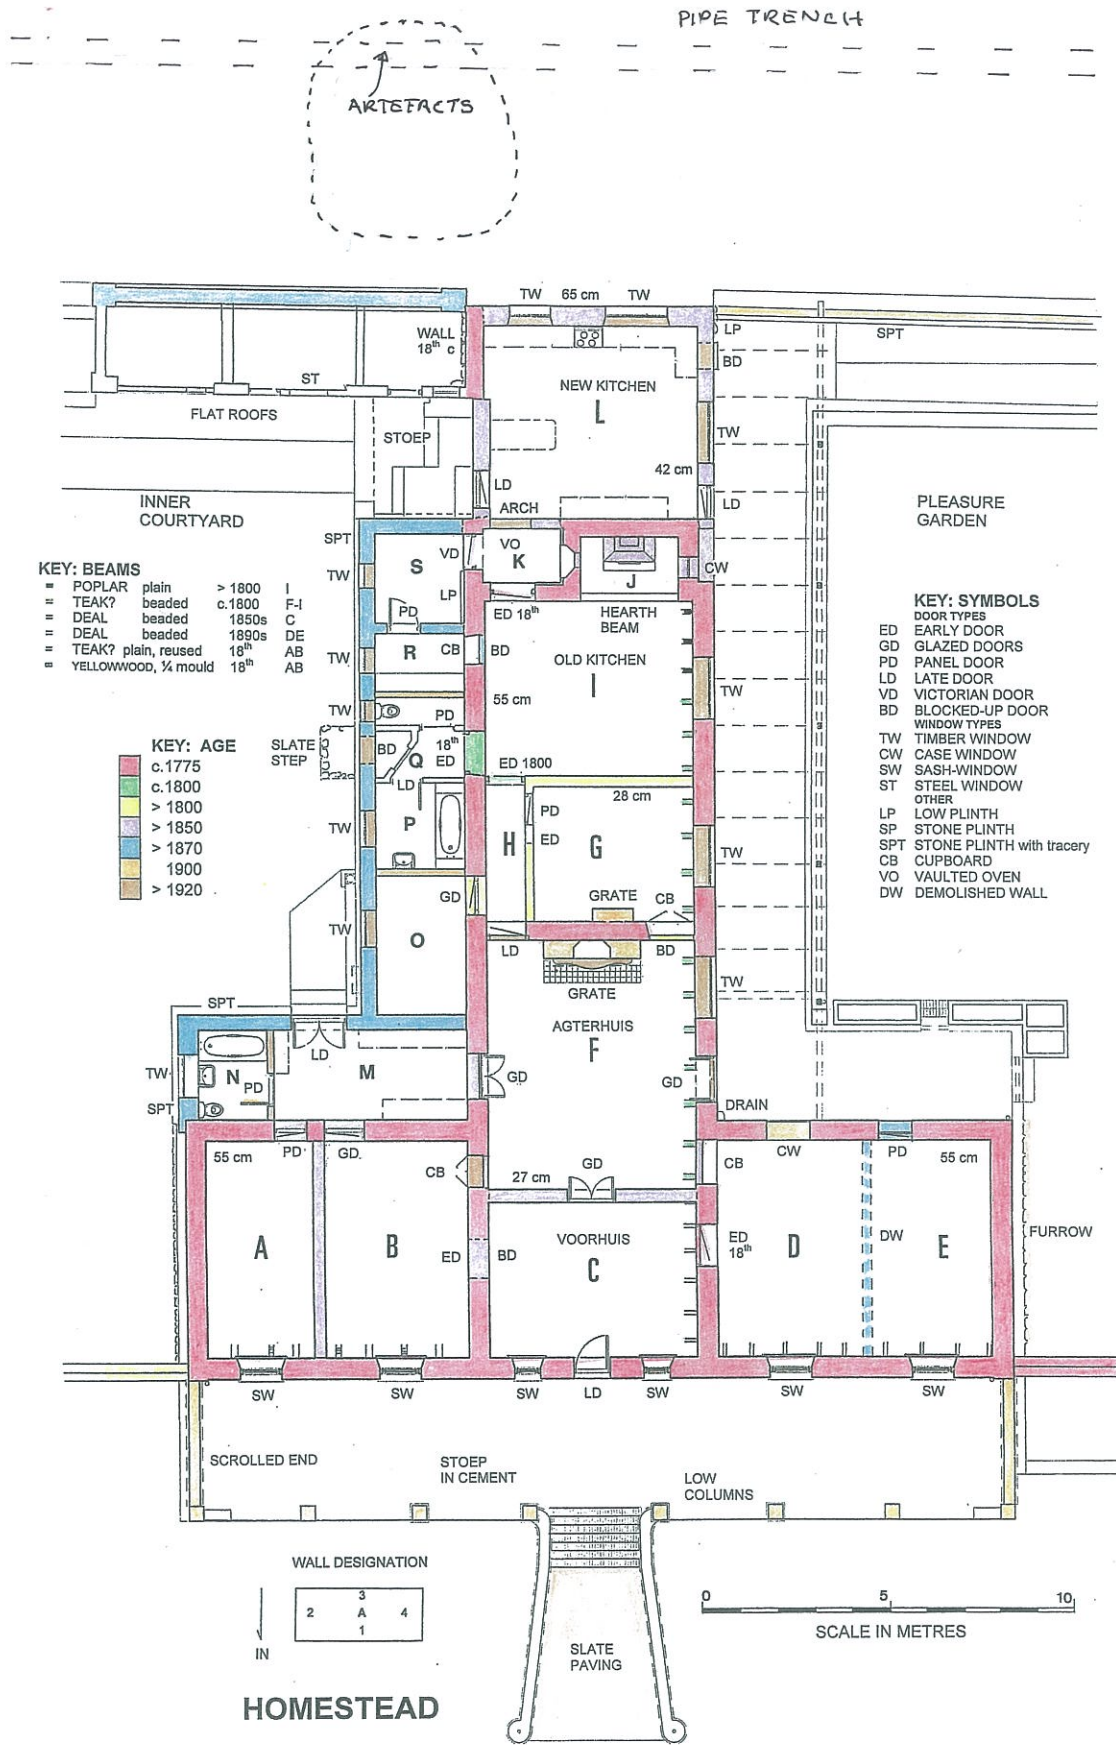 PIPE TRENCH
ARTEFACTS
TW 65 cm TW
WALL
18th c
LP
SPT
BD
ST
NEW KITCHEN
L
FLAT ROOFS
STOEP
TW
42 cm
LD
LD
INNER
COURTYARD
ARCH
PLEASURE
GARDEN
SPT
VO
VD
K
S
J
CW
TW
LP
PD
ED 18th
HEARTH
BEAM
KEY: BEAMS
= POPLAR plain > 1800 I
= TEAK? beaded c.1800 F-I
= DEAL beaded 1850s C
= DEAL beaded 1890s DE
= TEAK? plain, reused 18th AB
= YELLOWWOOD, ¼ mould 18th AB
KEY: SYMBOLS
DOOR TYPES
ED EARLY DOOR
GD GLAZED DOORS
PD PANEL DOOR
LD LATE DOOR
VD VICTORIAN DOOR
BD BLOCKED-UP DOOR
WINDOW TYPES
TW TIMBER WINDOW
CW CASE WINDOW
SW SASH-WINDOW
ST STEEL WINDOW
OTHER
LP LOW PLINTH
SP STONE PLINTH
SPT STONE PLINTH with tracery
CB CUPBOARD
VO VAULTED OVEN
DW DEMOLISHED WALL
R
CB
BD
OLD KITCHEN
I
TW
55 cm
TW
TW
PD
KEY: AGE
c.1775
c.1800
> 1800
> 1850
> 1870
1900
> 1920
SLATE
STEP
BD
Q
18th
ED
LD
ED 1800
28 cm
TW
P
PD
ED
H
G
TW
GD
GRATE
CB
TW
O
LD
BD
GRATE
TW
SPT
AGTERHUIS
F
LD
TW
N
PD
M
GD
GD
SPT
DRAIN
55 cm
PD
GD
CB
27 cm
GD
CB
CW
PD
55 cm
A
B
ED
BD
VOORHUIS
C
ED
18th
D
DW
E
FURROW
SW
SW
SW
LD
SW
SW
SW
SCROLLED END
STOEP
IN CEMENT
LOW
COLUMNS
WALL DESIGNATION
3
2 A 4
1
IN
0 5 10
SCALE IN METRES
SLATE
PAVING
HOMESTEAD